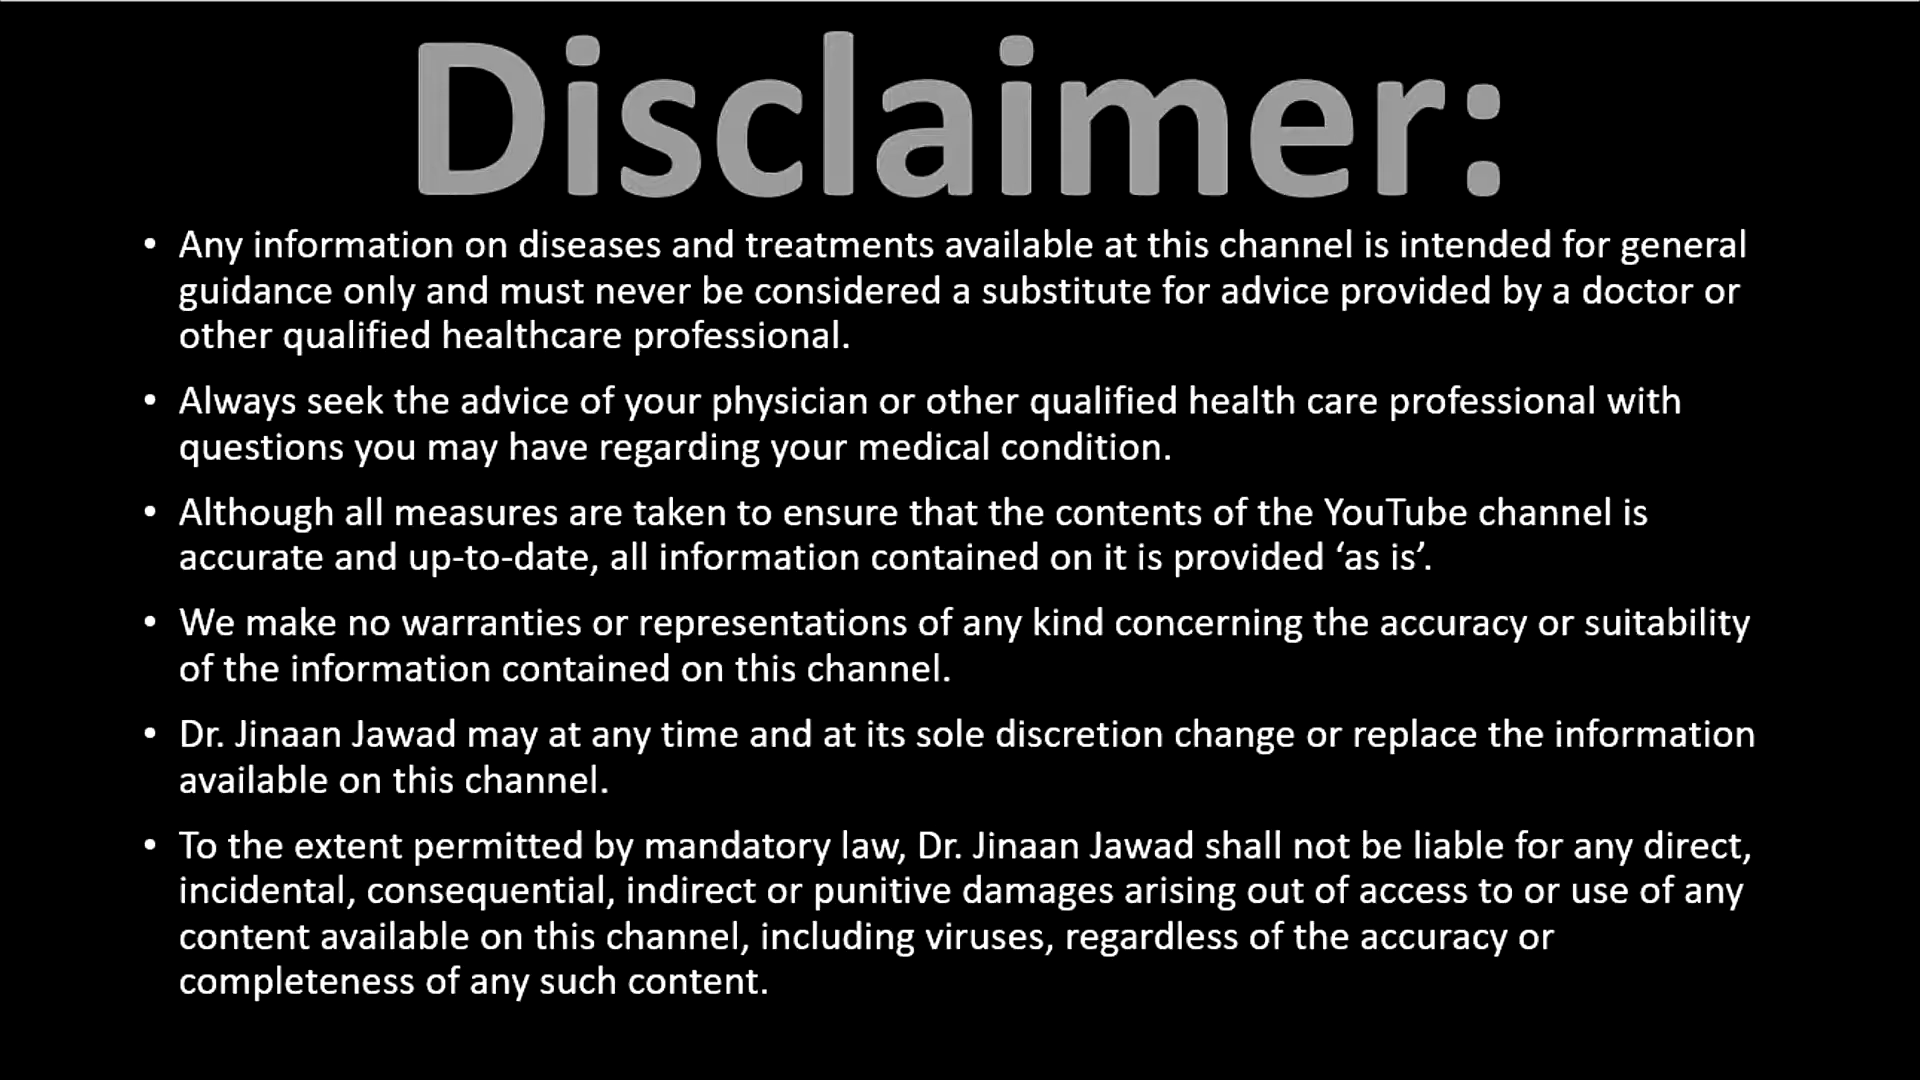 Disclaimer:
• Any information on diseases and treatments available at this channel is intended for general
guidance only and must never be considered a substitute for advice provided by a doctor or
other qualified healthcare professional.
• Always seek the advice of your physician or other qualified health care professional with
questions you may have regarding your medical condition.
• Although all measures are taken to ensure that the contents of the YouTube channel is
accurate and up-to-date, all information contained on it is provided ‘as is’.
• We make no warranties or representations of any kind concerning the accuracy or suitability
of the information contained on this channel.
• Dr. Jinaan Jawad may at any time and at its sole discretion change or replace the information
available on this channel.
• To the extent permitted by mandatory law, Dr. Jinaan Jawad shall not be liable for any direct,
incidental, consequential, indirect or punitive damages arising out of access to or use of any
content available on this channel, including viruses, regardless of the accuracy or
completeness of any such content.